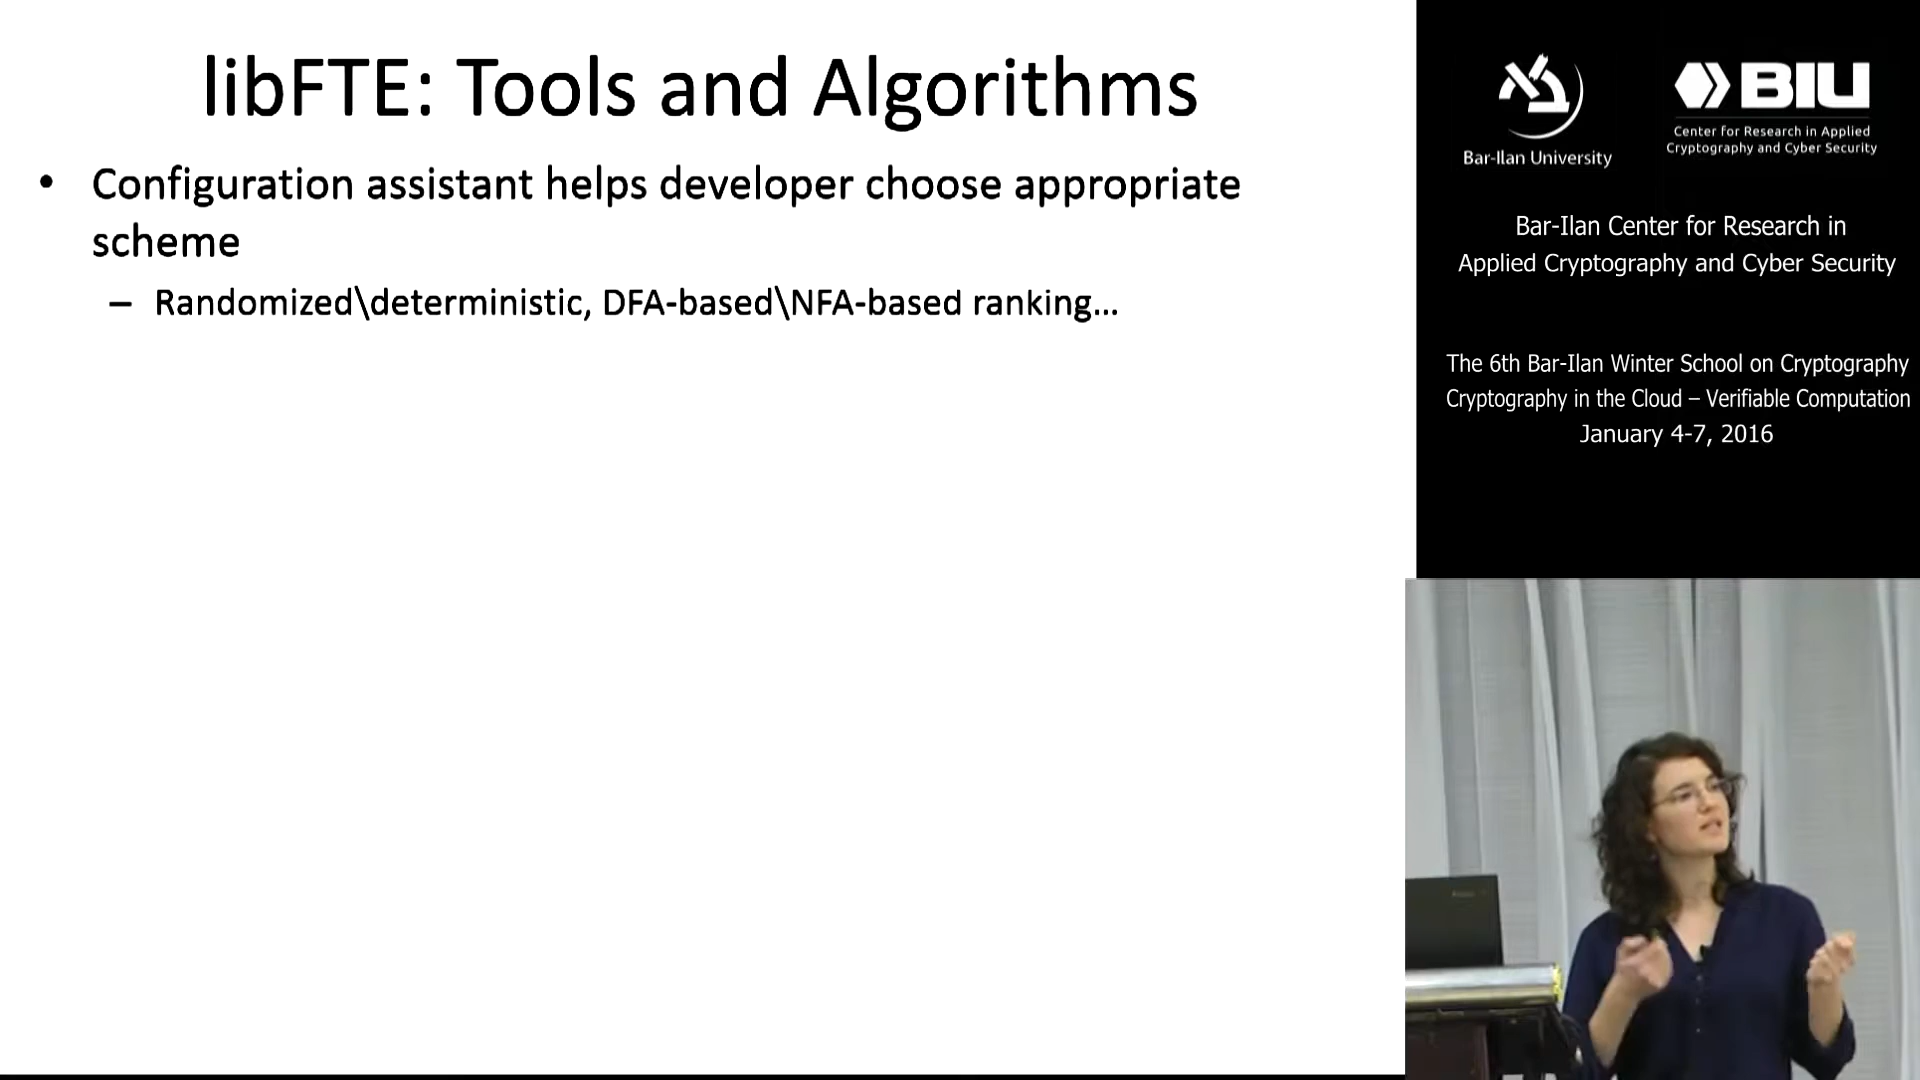 libFTE: Tools and Algorithms
• Configuration assistant helps developer choose appropriate
scheme
– Randomized\deterministic, DFA-based\NFA-based ranking...
Bar-Ilan University
BIU
Center for Research in Applied
Cryptography and Cyber Security
Bar-Ilan Center for Research in
Applied Cryptography and Cyber Security
The 6th Bar-Ilan Winter School on Cryptography
Cryptography in the Cloud – Verifiable Computation
January 4-7, 2016